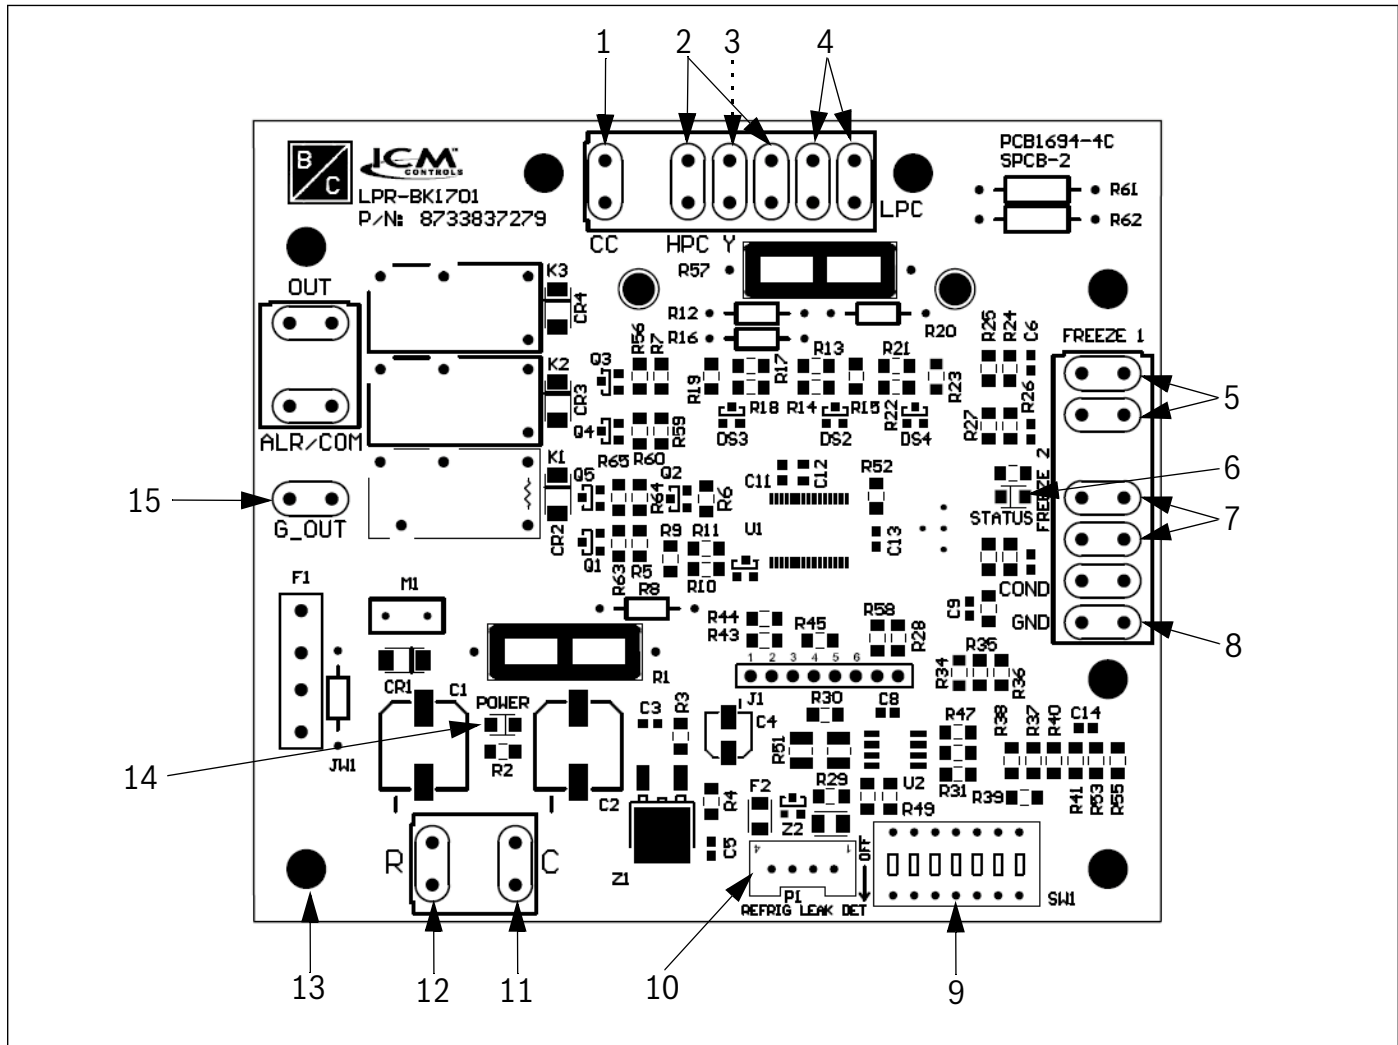 1 2 3 4
B/C
ICM™
CONTROLS
LPR-BK1701
P/N: 8733837279
PCB1694-4C
SPCB-2
R61
R62
LPC
CC HPC Y
R57
OUT
K3
CR4
R12
R16
R20
R56
R7
R25
R24
C6
FREEZE 1
K2
CR3
Q3
R19
R17
R13
R21
R23
R18
R14
R15
R22
R27
R26
5
ALR/COM
Q4
R59
DS3
DS2
DS4
R65
R60
K1
Q5
R64
Q2
R6
C11
C12
R52
FREEZE 2
6
STATUS
15
G_OUT
CR2
Q1
R63
R5
R9
R11
R10
U1
C13
7
F1
M1
R8
COND
GND
C9
8
R44
R43
R45
R58
R28
R1
1 2 3 4 5 6
R34
R35
R36
CR1
C1
POWER
C3
R3
J1
C4
R30
C8
R47
R38
R37
R40
C14
R51
JW1
R2
14
C2
R4
F2
R29
U2
R31
R39
R41
R53
R55
Z2
R49
R C
Z1
C5
4 1
P1
OFF
SW1
REFRIG LEAK DET
13 12 11 10 9